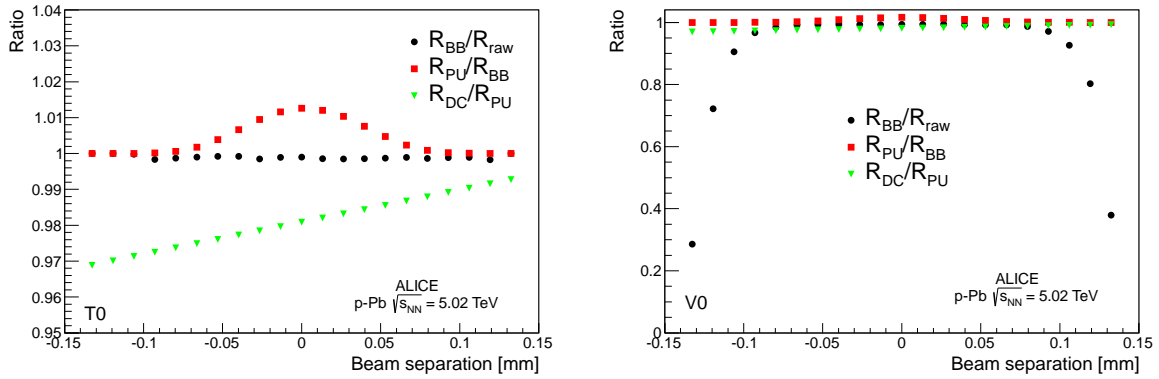 Ratio
1.04
1.03
1.02
1.01
1
0.99
0.98
0.97
0.96
0.95
R_BB/R_raw
R_PU/R_BB
R_DC/R_PU
ALICE
p-Pb √s_NN = 5.02 TeV
T0
-0.15 -0.1 -0.05 0 0.05 0.1 0.15
Beam separation [mm]
Ratio
1
0.8
0.6
0.4
0.2
0
R_BB/R_raw
R_PU/R_BB
R_DC/R_PU
ALICE
p-Pb √s_NN = 5.02 TeV
V0
-0.15 -0.1 -0.05 0 0.05 0.1 0.15
Beam separation [mm]